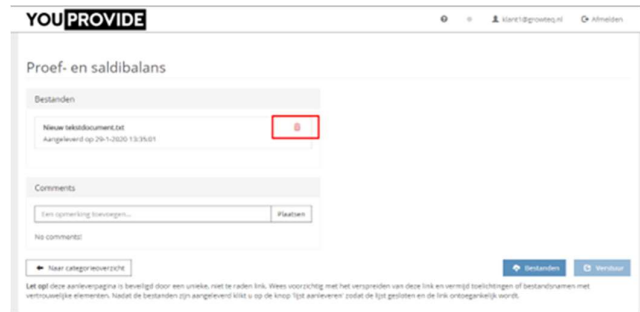 YOUPROVIDE
klant1@growteq.nl Afmelden
Proef- en saldibalans
Bestanden
Nieuw tekstdocument.txt
Aangeleverd op 29-1-2020 13:35:01
Comments
Een opmerking toevoegen... Plaatsen
No comments!
Naar categorieoverzicht Bestanden Verstuur
Let op! deze aanleverpagina is beveiligd door een unieke, niet te raden link. Wees voorzichtig met het verspreiden van deze link en vermijd toelichtingen of bestandsnamen met
vertrouwelijke elementen. Nadat de bestanden zijn aangeleverd klikt u op de knop 'lijst aanleveren' zodat de lijst gesloten en de link ontoegankelijk wordt.